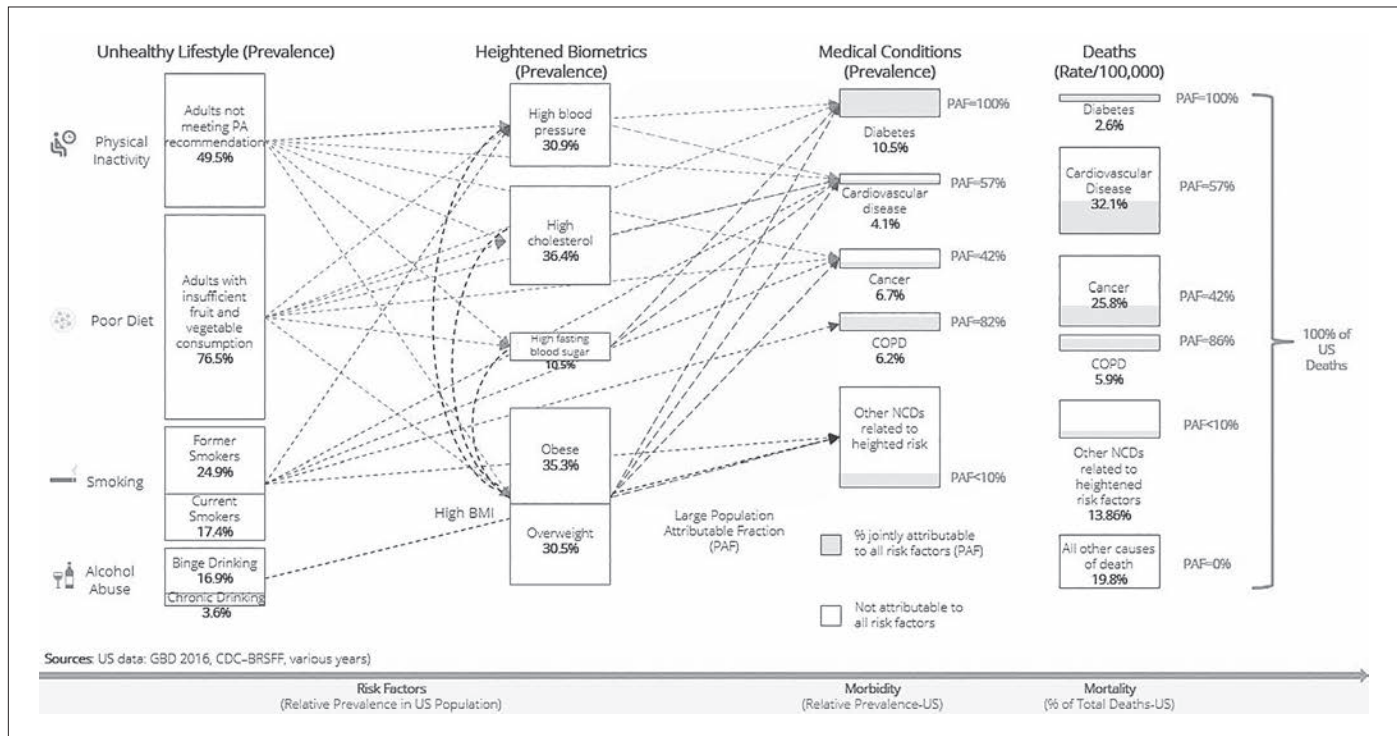 Unhealthy Lifestyle (Prevalence)
Physical
Inactivity
Adults not
meeting PA
recommendation
49.5%
Poor Diet
Adults with
insufficient
fruit and
vegetable
consumption
76.5%
Smoking
Former
Smokers
24.9%
Current
Smokers
17.4%
Alcohol
Abuse
Binge Drinking
16.9%
Chronic Drinking
3.6%
Heightened Biometrics
(Prevalence)
High blood
pressure
30.9%
High
cholesterol
36.4%
High fasting
blood sugar
10.5%
Obese
35.3%
High BMI
Overweight
30.5%
Medical Conditions
(Prevalence)
PAF=100%
Diabetes
10.5%
PAF=57%
Cardiovascular
disease
4.1%
PAF=42%
Cancer
6.7%
PAF=82%
COPD
6.2%
Other NCDs
related to
heighted risk
PAF<10%
Large Population
Attributable Fraction
(PAF)
% jointly attributable
to all risk factors (PAF)
Not attributable to
all risk factors
Deaths
(Rate/100,000)
PAF=100%
Diabetes
2.6%
Cardiovascular
Disease
32.1%
PAF=57%
Cancer
25.8%
PAF=42%
PAF=86%
COPD
5.9%
PAF<10%
Other NCDs
related to
heightened
risk factors
13.86%
All other causes
of death
19.8%
PAF=0%
100% of
US
Deaths
Sources: US data: GBD 2016, CDC–BRSFF, various years)
Risk Factors
(Relative Prevalence in US Population)
Morbidity
(Relative Prevalence-US)
Mortality
(% of Total Deaths-US)